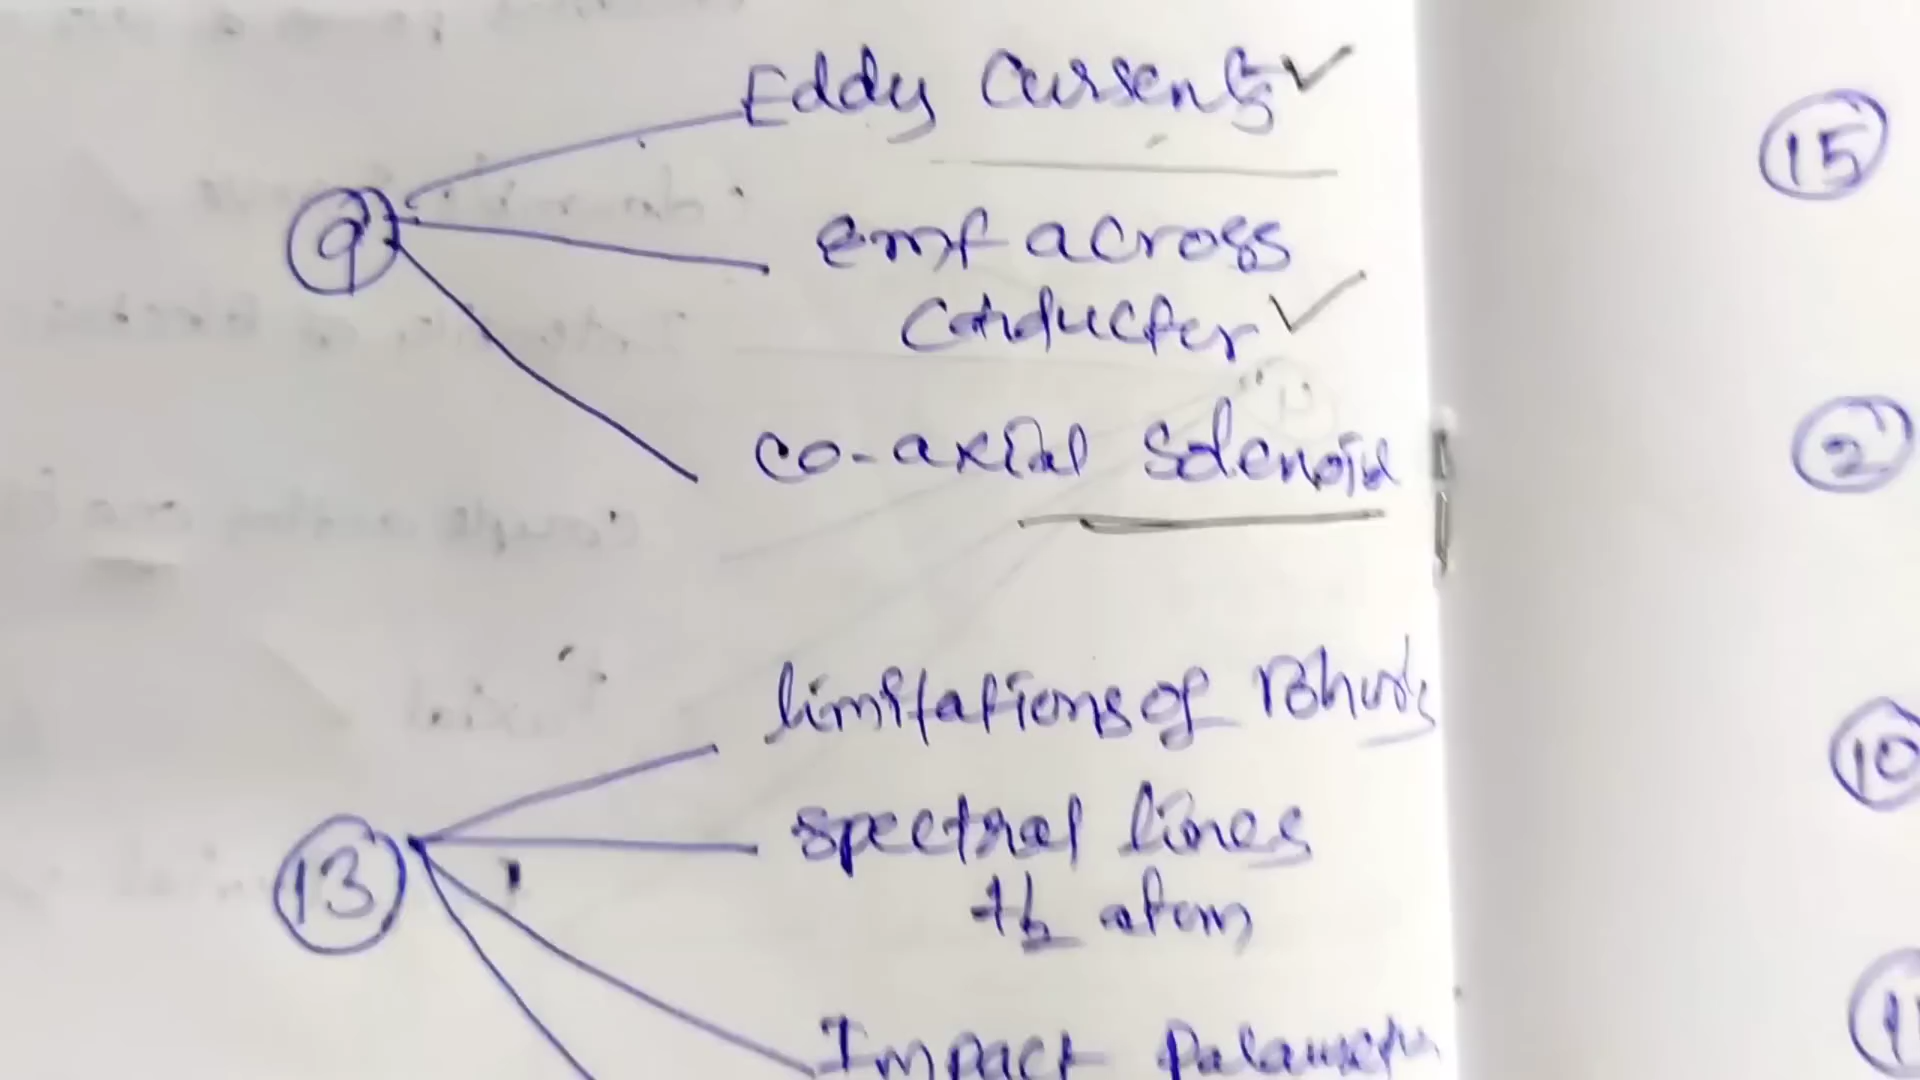 Eddy Currents ✓
9
emf across
Conductor ✓
co-axial Solenoid
limitations of Bhor's
13
spectral lines
H₂ atom
Impact Parameter
15
2
10